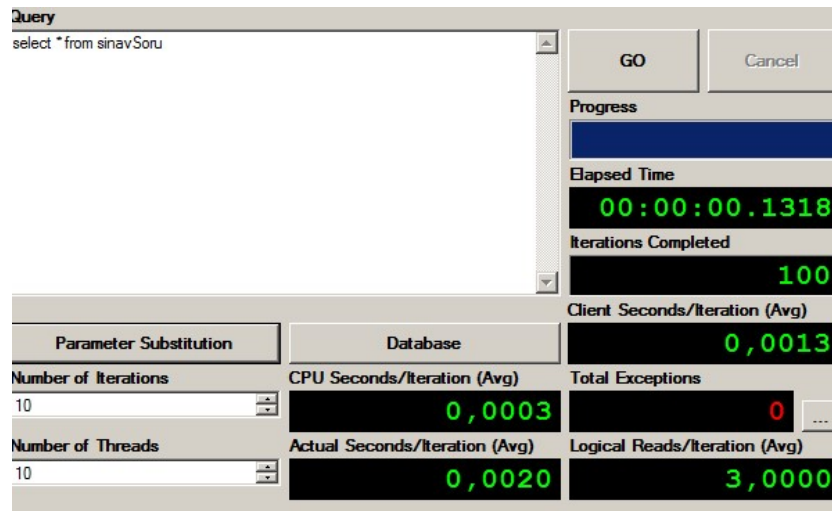 Query
select * from sinavSoru
GO
Cancel
Progress
Elapsed Time
00:00:00.1318
Iterations Completed
100
Client Seconds/Iteration (Avg)
0,0013
Parameter Substitution
Database
Number of Iterations
10
CPU Seconds/Iteration (Avg)
0,0003
Total Exceptions
0
...
Number of Threads
10
Actual Seconds/Iteration (Avg)
0,0020
Logical Reads/Iteration (Avg)
3,0000